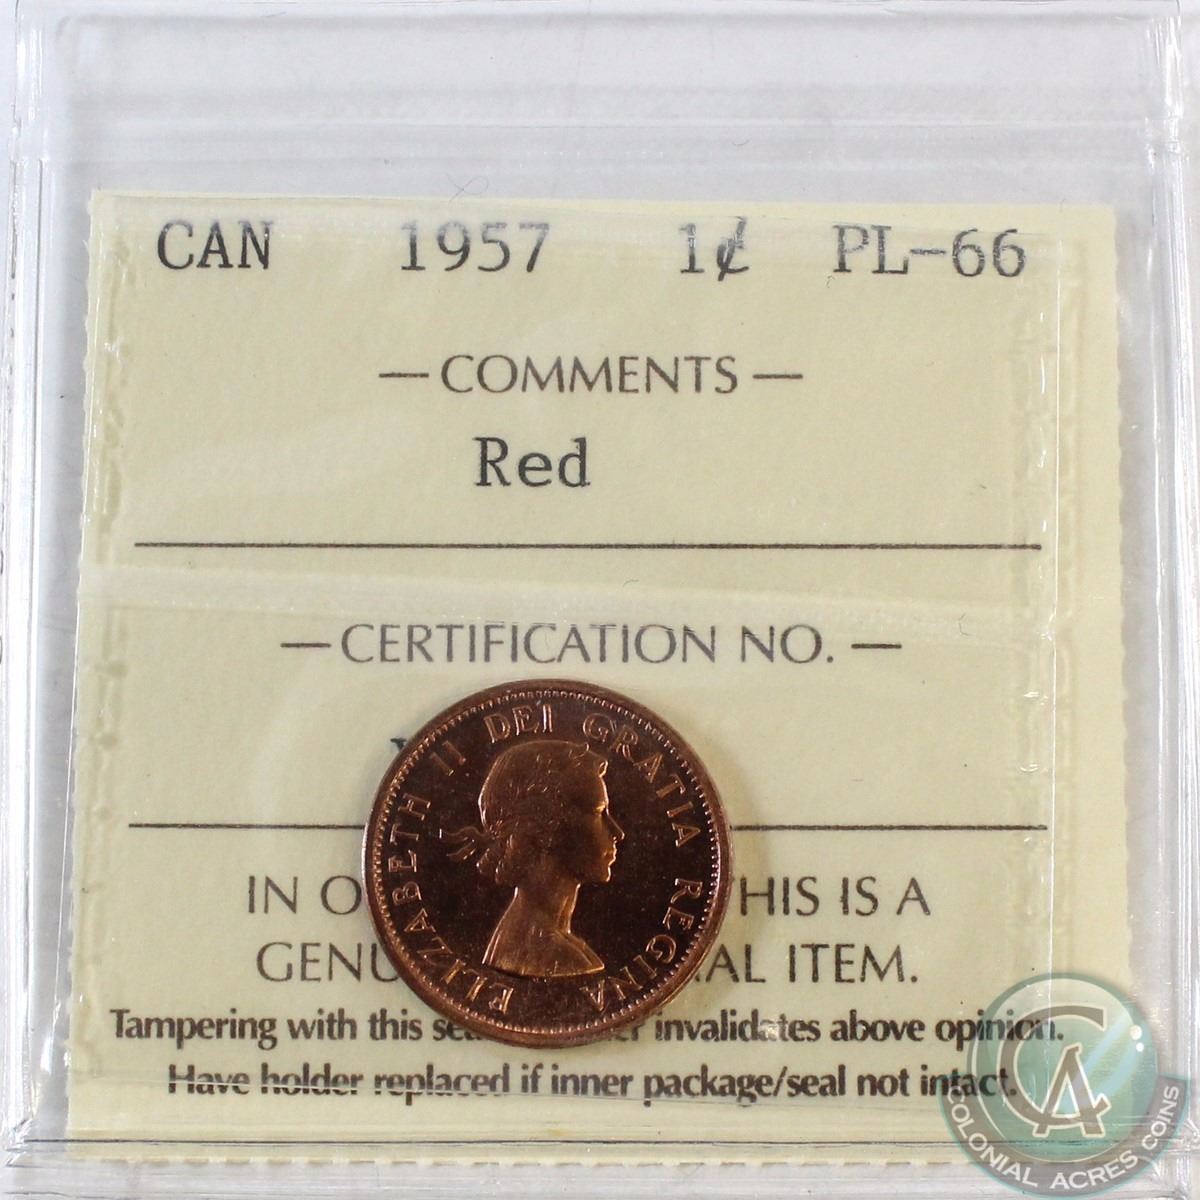 CAN 1957 1¢ PL-66
— COMMENTS —
Red
— CERTIFICATION NO. —
ELIZABETH II DEI GRATIA REGINA
IN O HIS IS A
GENU AL ITEM.
Tampering with this invalidates above opinion.
Have holder replaced if inner package/seal not intact.
CA
COLONIAL ACRES COINS